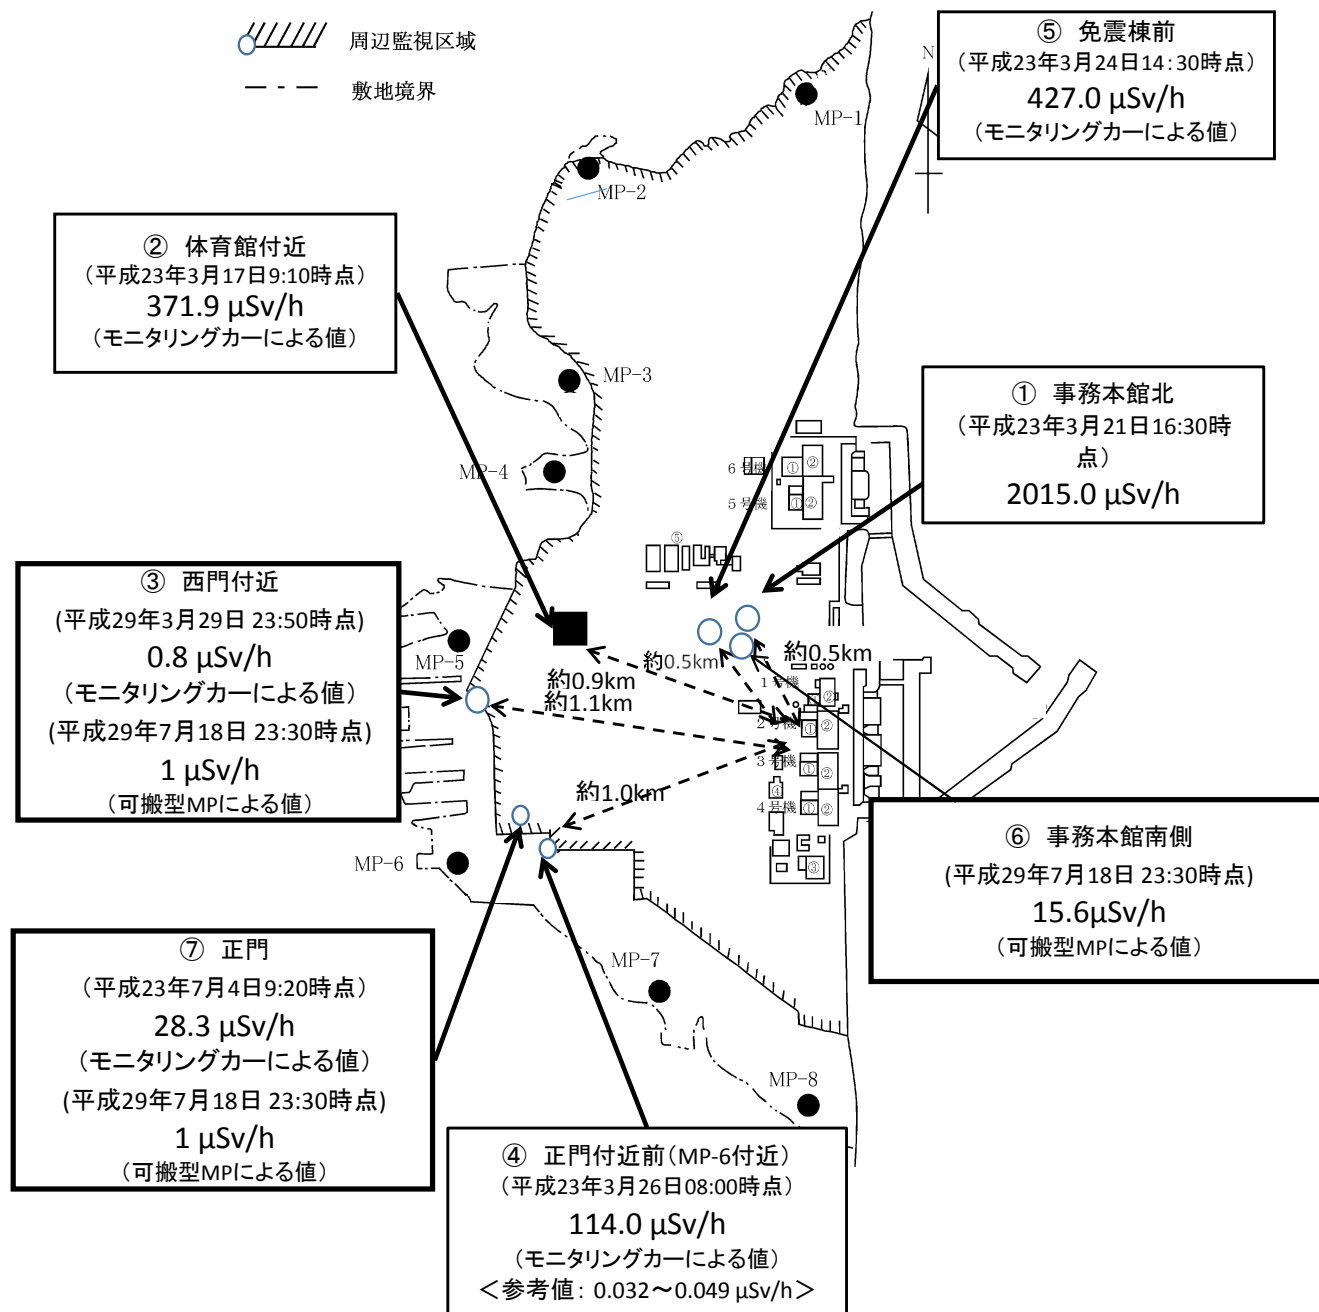 周辺監視区域
敷地境界
⑤ 免震棟前
(平成23年3月24日14:30時点)
427.0 μSv/h
(モニタリングカーによる値)
N
MP-1
MP-2
② 体育館付近
(平成23年3月17日9:10時点)
371.9 μSv/h
(モニタリングカーによる値)
MP-3
① 事務本館北
(平成23年3月21日16:30時
点)
2015.0 μSv/h
MP-4
6号機
① ②
5号機
① ②
⑤
③ 西門付近
(平成29年3月29日 23:50時点)
0.8 μSv/h
(モニタリングカーによる値)
(平成29年7月18日 23:30時点)
1 μSv/h
(可搬型MPによる値)
MP-5
約0.5km
約0.5km
約0.9km
約1.1km
1号機
②
2号機
① ②
3号機
① ②
④
約1.0km
4号機
① ②
③
MP-6
⑥ 事務本館南側
(平成29年7月18日 23:30時点)
15.6μSv/h
(可搬型MPによる値)
⑦ 正門
(平成23年7月4日9:20時点)
28.3 μSv/h
(モニタリングカーによる値)
(平成29年7月18日 23:30時点)
1 μSv/h
(可搬型MPによる値)
MP-7
MP-8
④ 正門付近前(MP-6付近)
(平成23年3月26日08:00時点)
114.0 μSv/h
(モニタリングカーによる値)
<参考値: 0.032～0.049 μSv/h>